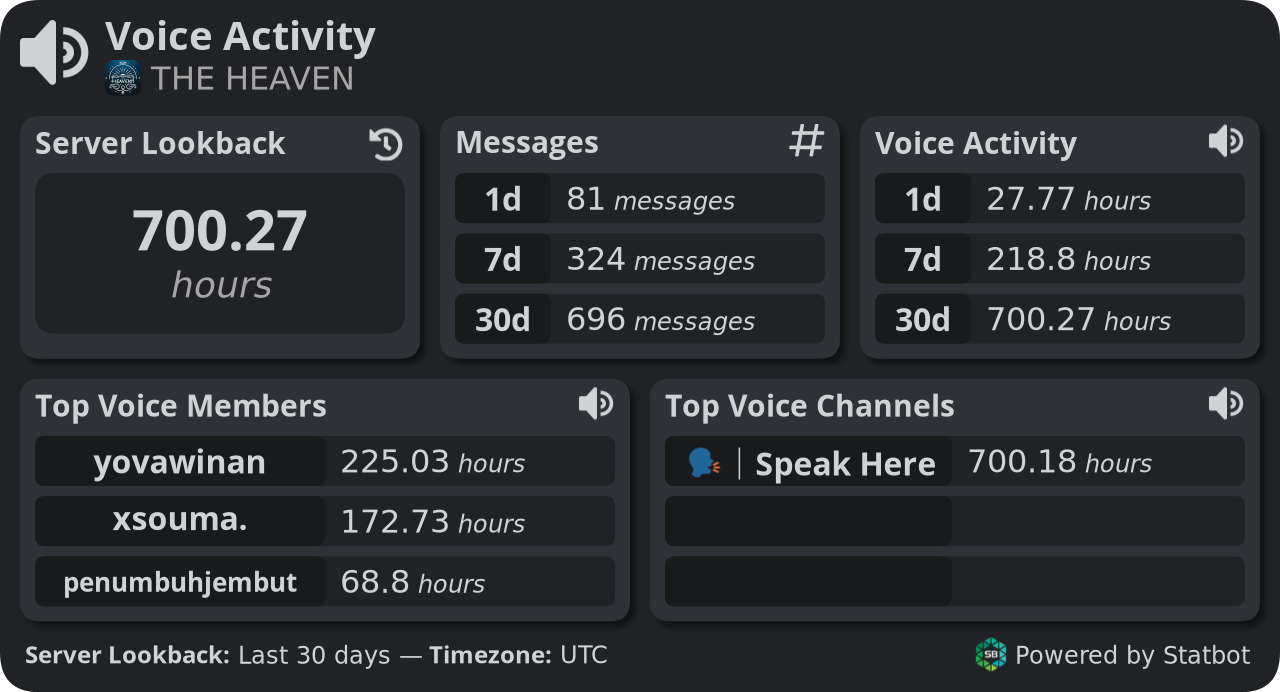 Voice Activity
THE HEAVEN
Server Lookback
700.27
hours
Messages
1d 81 messages
7d 324 messages
30d 696 messages
Voice Activity
1d 27.77 hours
7d 218.8 hours
30d 700.27 hours
Top Voice Members
yovawinan 225.03 hours
xsouma. 172.73 hours
penumbuhjembut 68.8 hours
Top Voice Channels
🗣️ │ Speak Here 700.18 hours
Server Lookback: Last 30 days — Timezone: UTC
SB Powered by Statbot